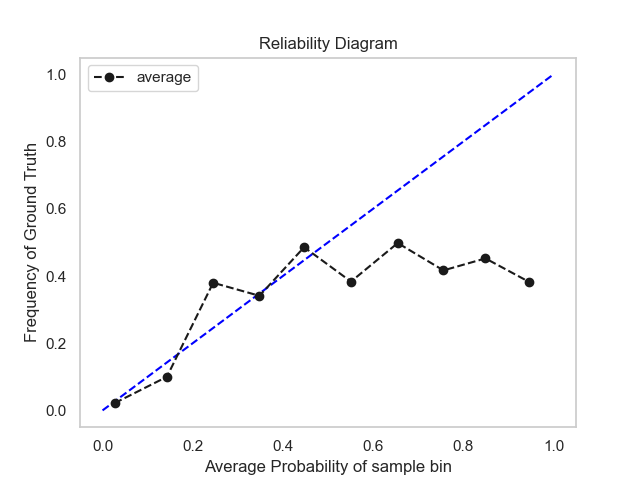 Reliability Diagram
average
Frequency of Ground Truth
1.0
0.8
0.6
0.4
0.2
0.0
0.0 0.2 0.4 0.6 0.8 1.0
Average Probability of sample bin